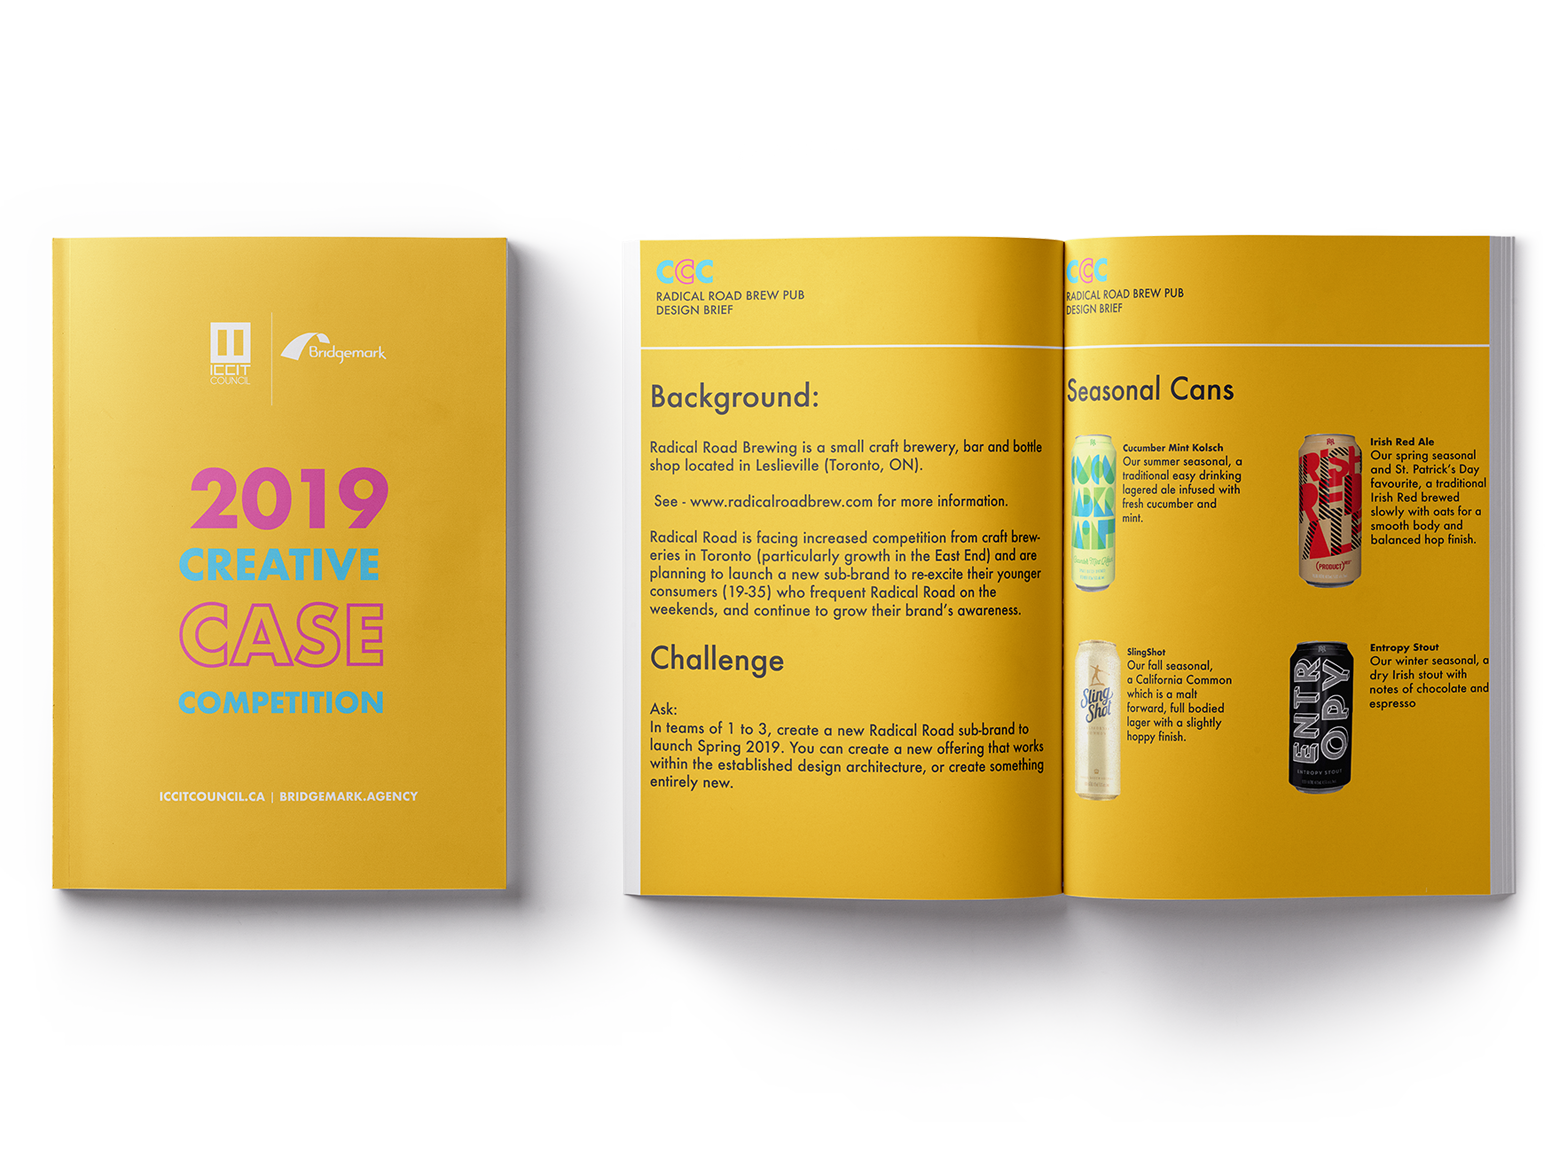 ICCIT
COUNCIL
Bridgemark
2019
CREATIVE
CASE
COMPETITION
ICCITCOUNCIL.CA | BRIDGEMARK.AGENCY
CCC
RADICAL ROAD BREW PUB
DESIGN BRIEF
Background:
Radical Road Brewing is a small craft brewery, bar and bottle
shop located in Leslieville (Toronto, ON).
See - www.radicalroadbrew.com for more information.
Radical Road is facing increased competition from craft brew-
eries in Toronto (particularly growth in the East End) and are
planning to launch a new sub-brand to re-excite their younger
consumers (19-35) who frequent Radical Road on the
weekends, and continue to grow their brand's awareness.
Challenge
Ask:
In teams of 1 to 3, create a new Radical Road sub-brand to
launch Spring 2019. You can create a new offering that works
within the established design architecture, or create something
entirely new.
CCC
RADICAL ROAD BREW PUB
DESIGN BRIEF
Seasonal Cans
Cucumber Mint Kolsch
Our summer seasonal, a
traditional easy drinking
lagered ale infused with
fresh cucumber and
mint.
IRISH
RED
ALE
(PRODUCT)
Irish Red Ale
Our spring seasonal
and St. Patrick's Day
favourite, a traditional
Irish Red brewed
slowly with oats for a
smooth body and
balanced hop finish.
Sling
Shot
SlingShot
Our fall seasonal,
a California Common
which is a malt
forward, full bodied
lager with a slightly
hoppy finish.
ENTR
OPY
ENTROPY STOUT
Entropy Stout
Our winter seasonal, a
dry Irish stout with
notes of chocolate and
espresso